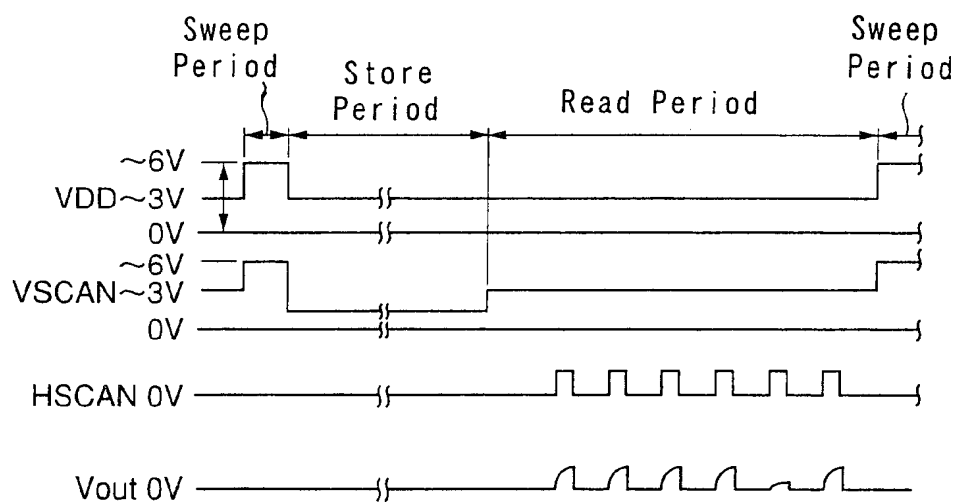 Sweep
Period
Store
Period
Read Period
Sweep
Period
~6V
VDD~3V
0V
~6V
VSCAN~3V
0V
HSCAN 0V
Vout 0V